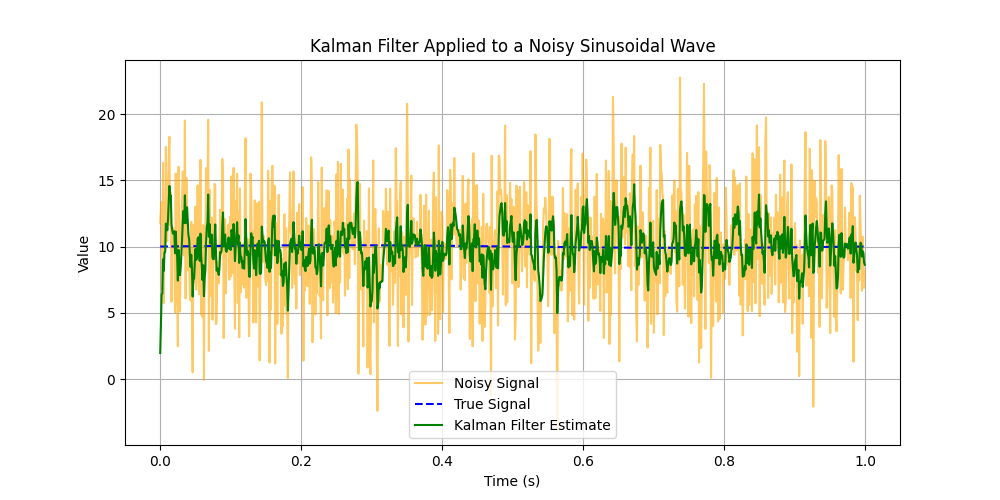 Kalman Filter Applied to a Noisy Sinusoidal Wave
Value
20
15
10
5
0
Noisy Signal
True Signal
Kalman Filter Estimate
0.0 0.2 0.4 0.6 0.8 1.0
Time (s)